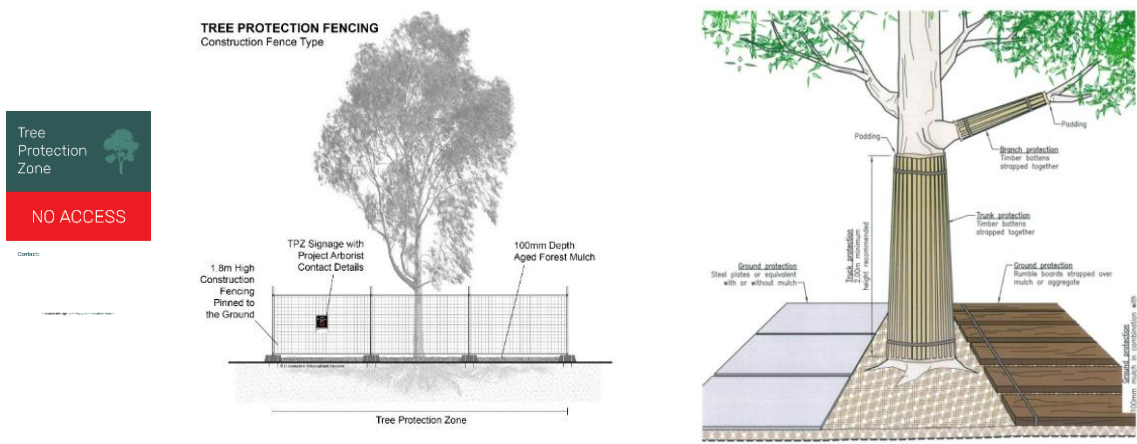 Tree
Protection
Zone
NO ACCESS
Contact:
TREE PROTECTION FENCING
Construction Fence Type
TPZ Signage with
Project Arborist
Contact Details
100mm Depth
Aged Forest Mulch
1.8m High
Construction
Fencing
Pinned to
the Ground
Tree Protection Zone
Padding
Padding
Branch protection
Timber battens
strapped together
Trunk protection
Timber battens
strapped together
Trunk protection
2.00m minimum
height recommended
Ground protection
Steel plates or equivalent
with or without mulch
Ground protection
Rumble boards strapped over
mulch or aggregate
Ground protection
100mm mulch in combination with